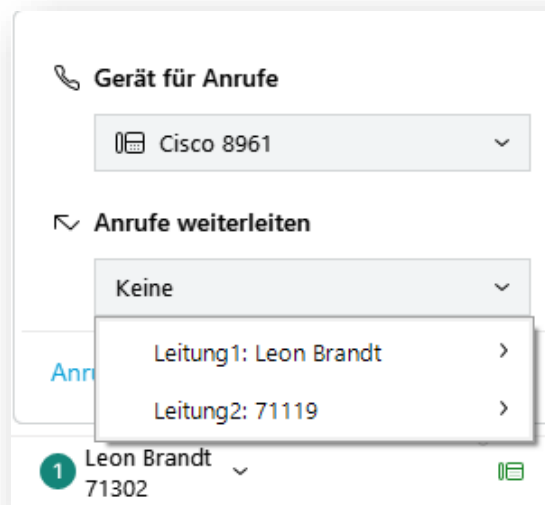 Gerät für Anrufe
Cisco 8961
Anrufe weiterleiten
Keine
Leitung1: Leon Brandt
Leitung2: 71119
1 Leon Brandt
71302